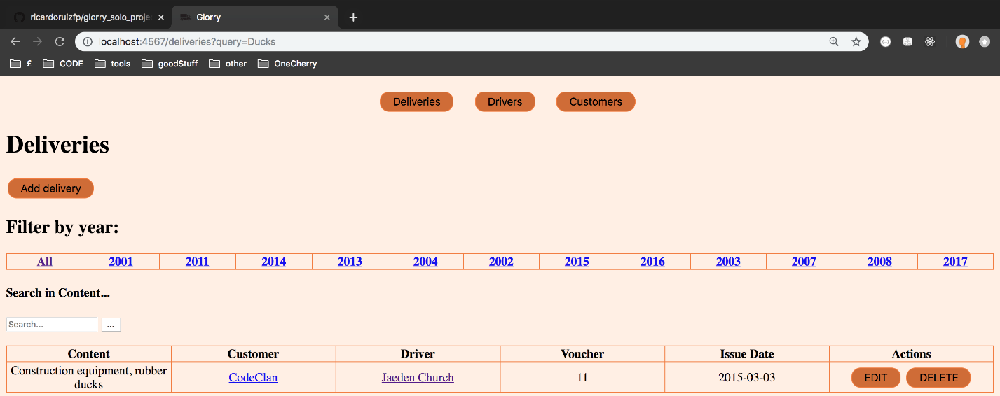 ricardoruizfp/glorry_solo_proje
Glorry
localhost:4567/deliveries?query=Ducks
£ CODE tools goodStuff other OneCherry
Deliveries Drivers Customers
Deliveries
Add delivery
Filter by year:
All 2001 2011 2014 2013 2004 2002 2015 2016 2003 2007 2008 2017
Search in Content...
Search... ...
Content Customer Driver Voucher Issue Date Actions
Construction equipment, rubber
ducks CodeClan Jaeden Church 11 2015-03-03 EDIT DELETE